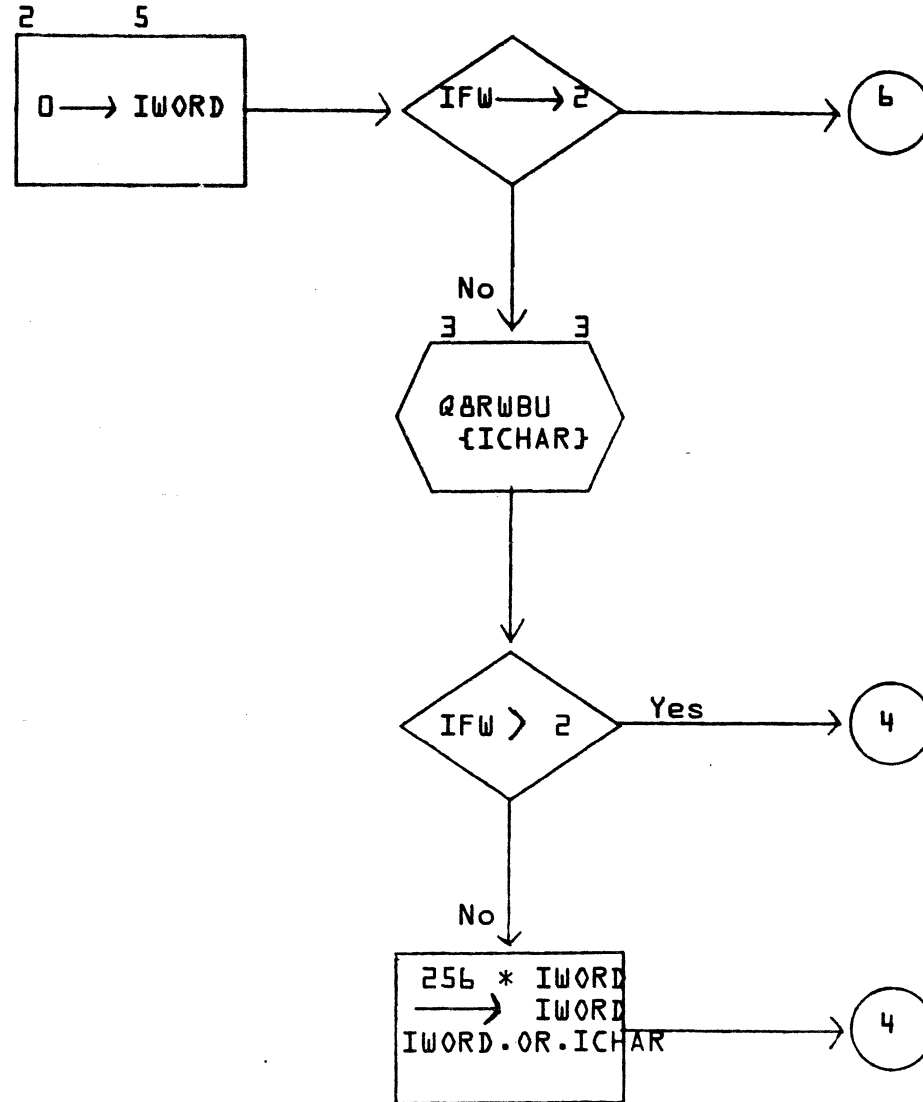 2 5
0 → IWORD
IFW → 2
6
No
3 3
Q8RWBU
{ICHAR}
IFW > 2
Yes
4
No
256 * IWORD
→ IWORD
IWORD.OR.ICHAR
4